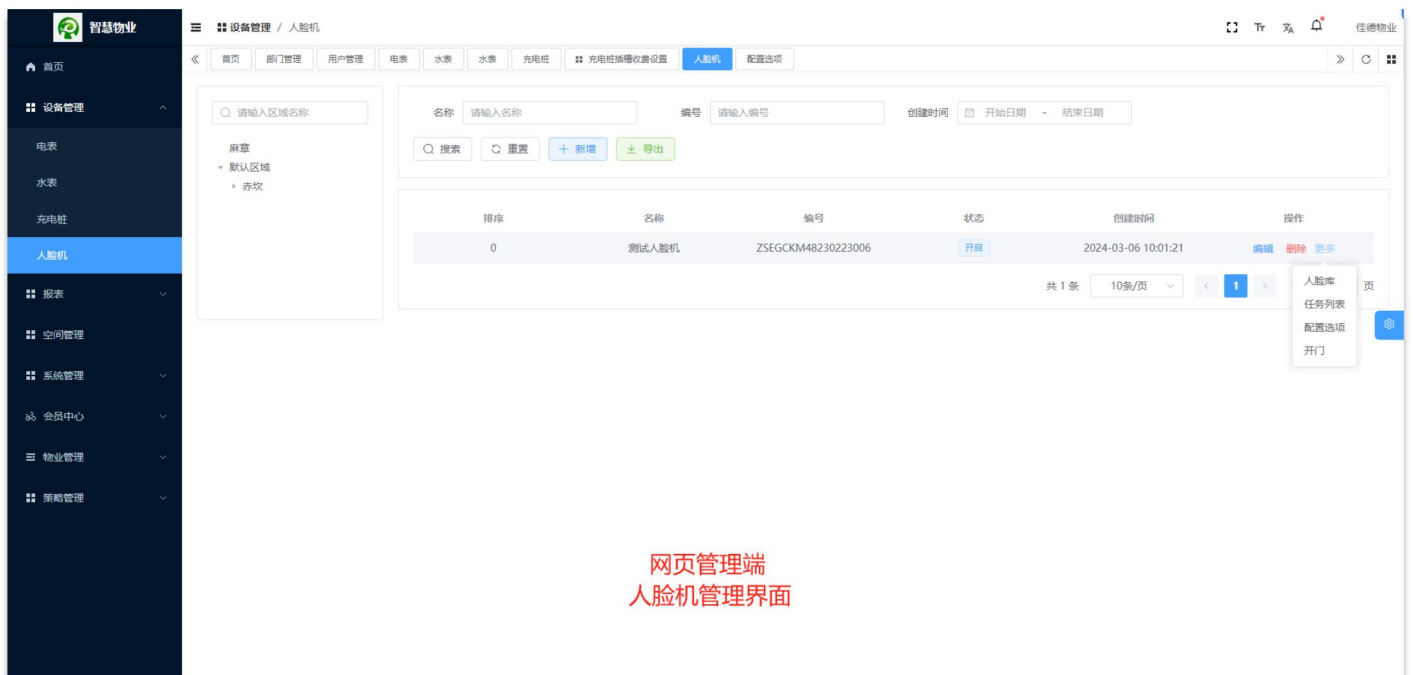 智慧物业
设备管理 / 人脸机
佳德物业
首页 部门管理 用户管理 电表 水表 水表 充电桩 充电桩插槽收费设置 人脸机 配置选项
首页
设备管理
电表
水表
充电桩
人脸机
报表
空间管理
系统管理
会员中心
物业管理
策略管理
请输入区域名称
麻章
默认区域
赤坎
名称 请输入名称 编号 请输入编号 创建时间 开始日期 - 结束日期
搜索 重置 + 新增 导出
排序 名称 编号 状态 创建时间 操作
0 测试人脸机 ZSEGCKM48230223006 开启 2024-03-06 10:01:21 编辑 删除 更多
共 1 条 10条/页 < 1 > 页
人脸库
任务列表
配置选项
开门
网页管理端
人脸机管理界面